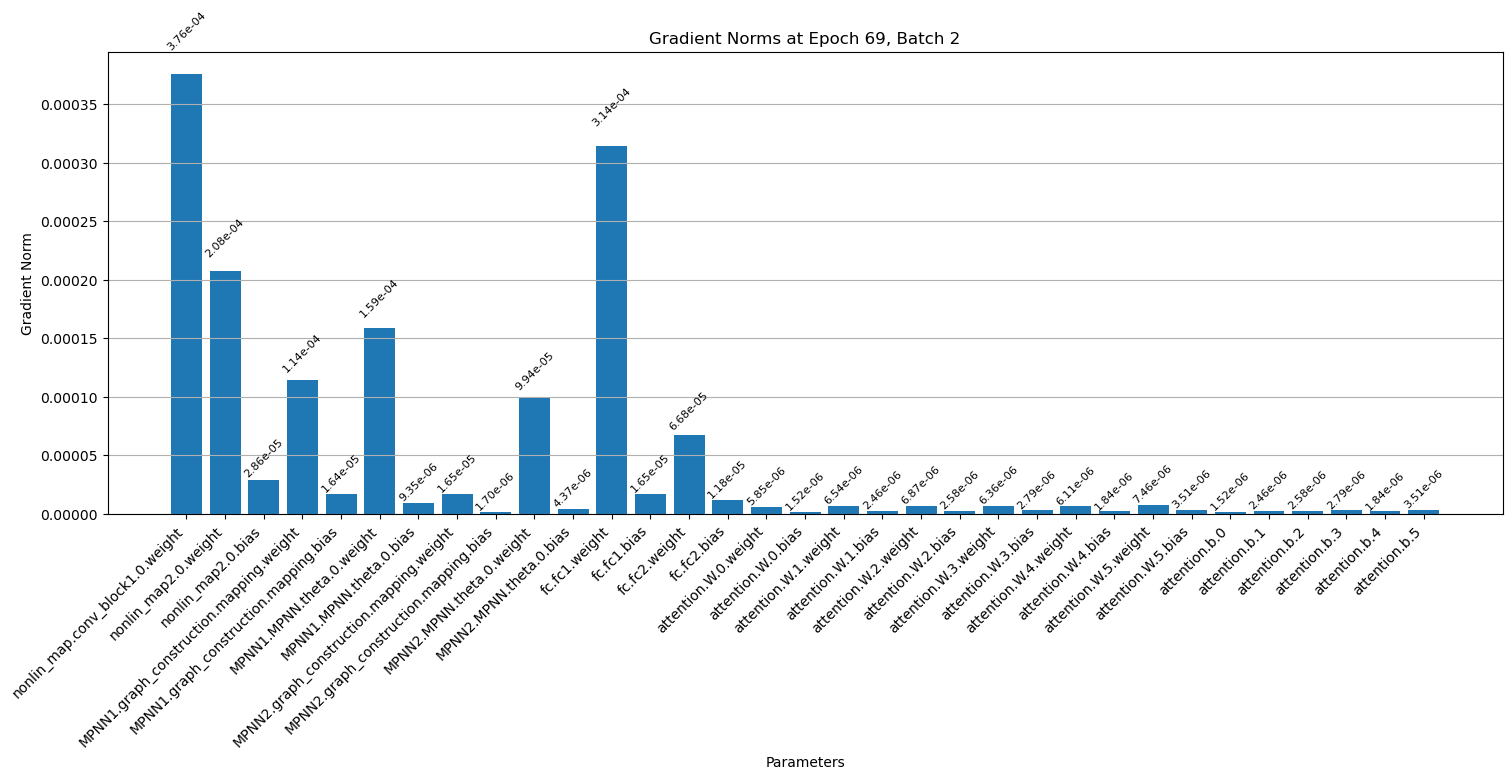 Gradient Norms at Epoch 69, Batch 2
Gradient Norm
0.00035
0.00030
0.00025
0.00020
0.00015
0.00010
0.00005
0.00000
3.76e-04
2.08e-04
2.86e-05
1.14e-04
1.64e-05
1.59e-04
9.35e-06
1.65e-05
1.70e-06
9.94e-05
4.37e-06
3.14e-04
1.65e-05
6.68e-05
1.18e-05
5.85e-06
1.52e-06
6.54e-06
2.46e-06
6.87e-06
2.58e-06
6.36e-06
2.79e-06
6.11e-06
1.84e-06
7.46e-06
3.51e-06
1.52e-06
2.46e-06
2.58e-06
2.79e-06
1.84e-06
3.51e-06
nonlin_map.conv_block1.0.weight
nonlin_map2.0.weight
nonlin_map2.0.bias
MPNN1.graph_construction.mapping.weight
MPNN1.graph_construction.mapping.bias
MPNN1.MPNN.theta.0.weight
MPNN1.MPNN.theta.0.bias
MPNN2.graph_construction.mapping.weight
MPNN2.graph_construction.mapping.bias
MPNN2.MPNN.theta.0.weight
MPNN2.MPNN.theta.0.bias
fc.fc1.weight
fc.fc1.bias
fc.fc2.weight
fc.fc2.bias
attention.W.0.weight
attention.W.0.bias
attention.W.1.weight
attention.W.1.bias
attention.W.2.weight
attention.W.2.bias
attention.W.3.weight
attention.W.3.bias
attention.W.4.weight
attention.W.4.bias
attention.W.5.weight
attention.W.5.bias
attention.b.0
attention.b.1
attention.b.2
attention.b.3
attention.b.4
attention.b.5
Parameters